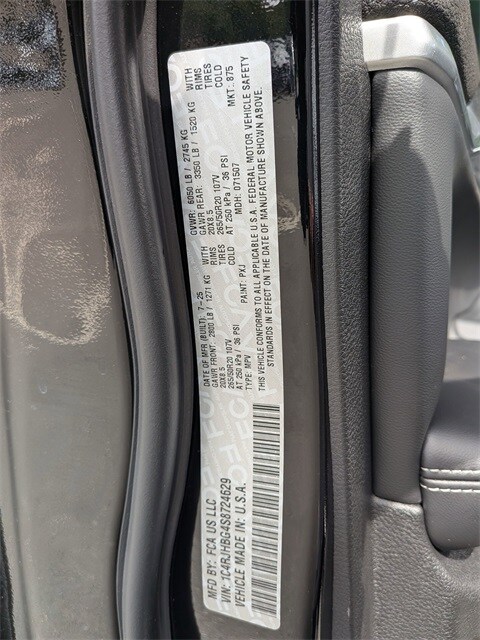 MFD BY: FCA US LLC
DATE OF MFR (BUILT): 7-25
GVWR: 6050 LB / 2745 KG
GAWR FRONT: 2800 LB / 1271 KG WITH
GAWR REAR: 3350 LB / 1520 KG WITH
20X8.5 RIMS
20X8.5 RIMS
265/50R20 107V TIRES
265/50R20 107V TIRES
AT 250 kPa / 36 PSI COLD
AT 250 kPa / 36 PSI COLD
TYPE: MPV PAINT: PXJ MDH: 071507 MKT: 875
THIS VEHICLE CONFORMS TO ALL APPLICABLE U.S.A. FEDERAL MOTOR VEHICLE SAFETY
STANDARDS IN EFFECT ON THE DATE OF MANUFACTURE SHOWN ABOVE.
VIN: 1C4RJHBG4S8724629
VEHICLE MADE IN: U.S.A.